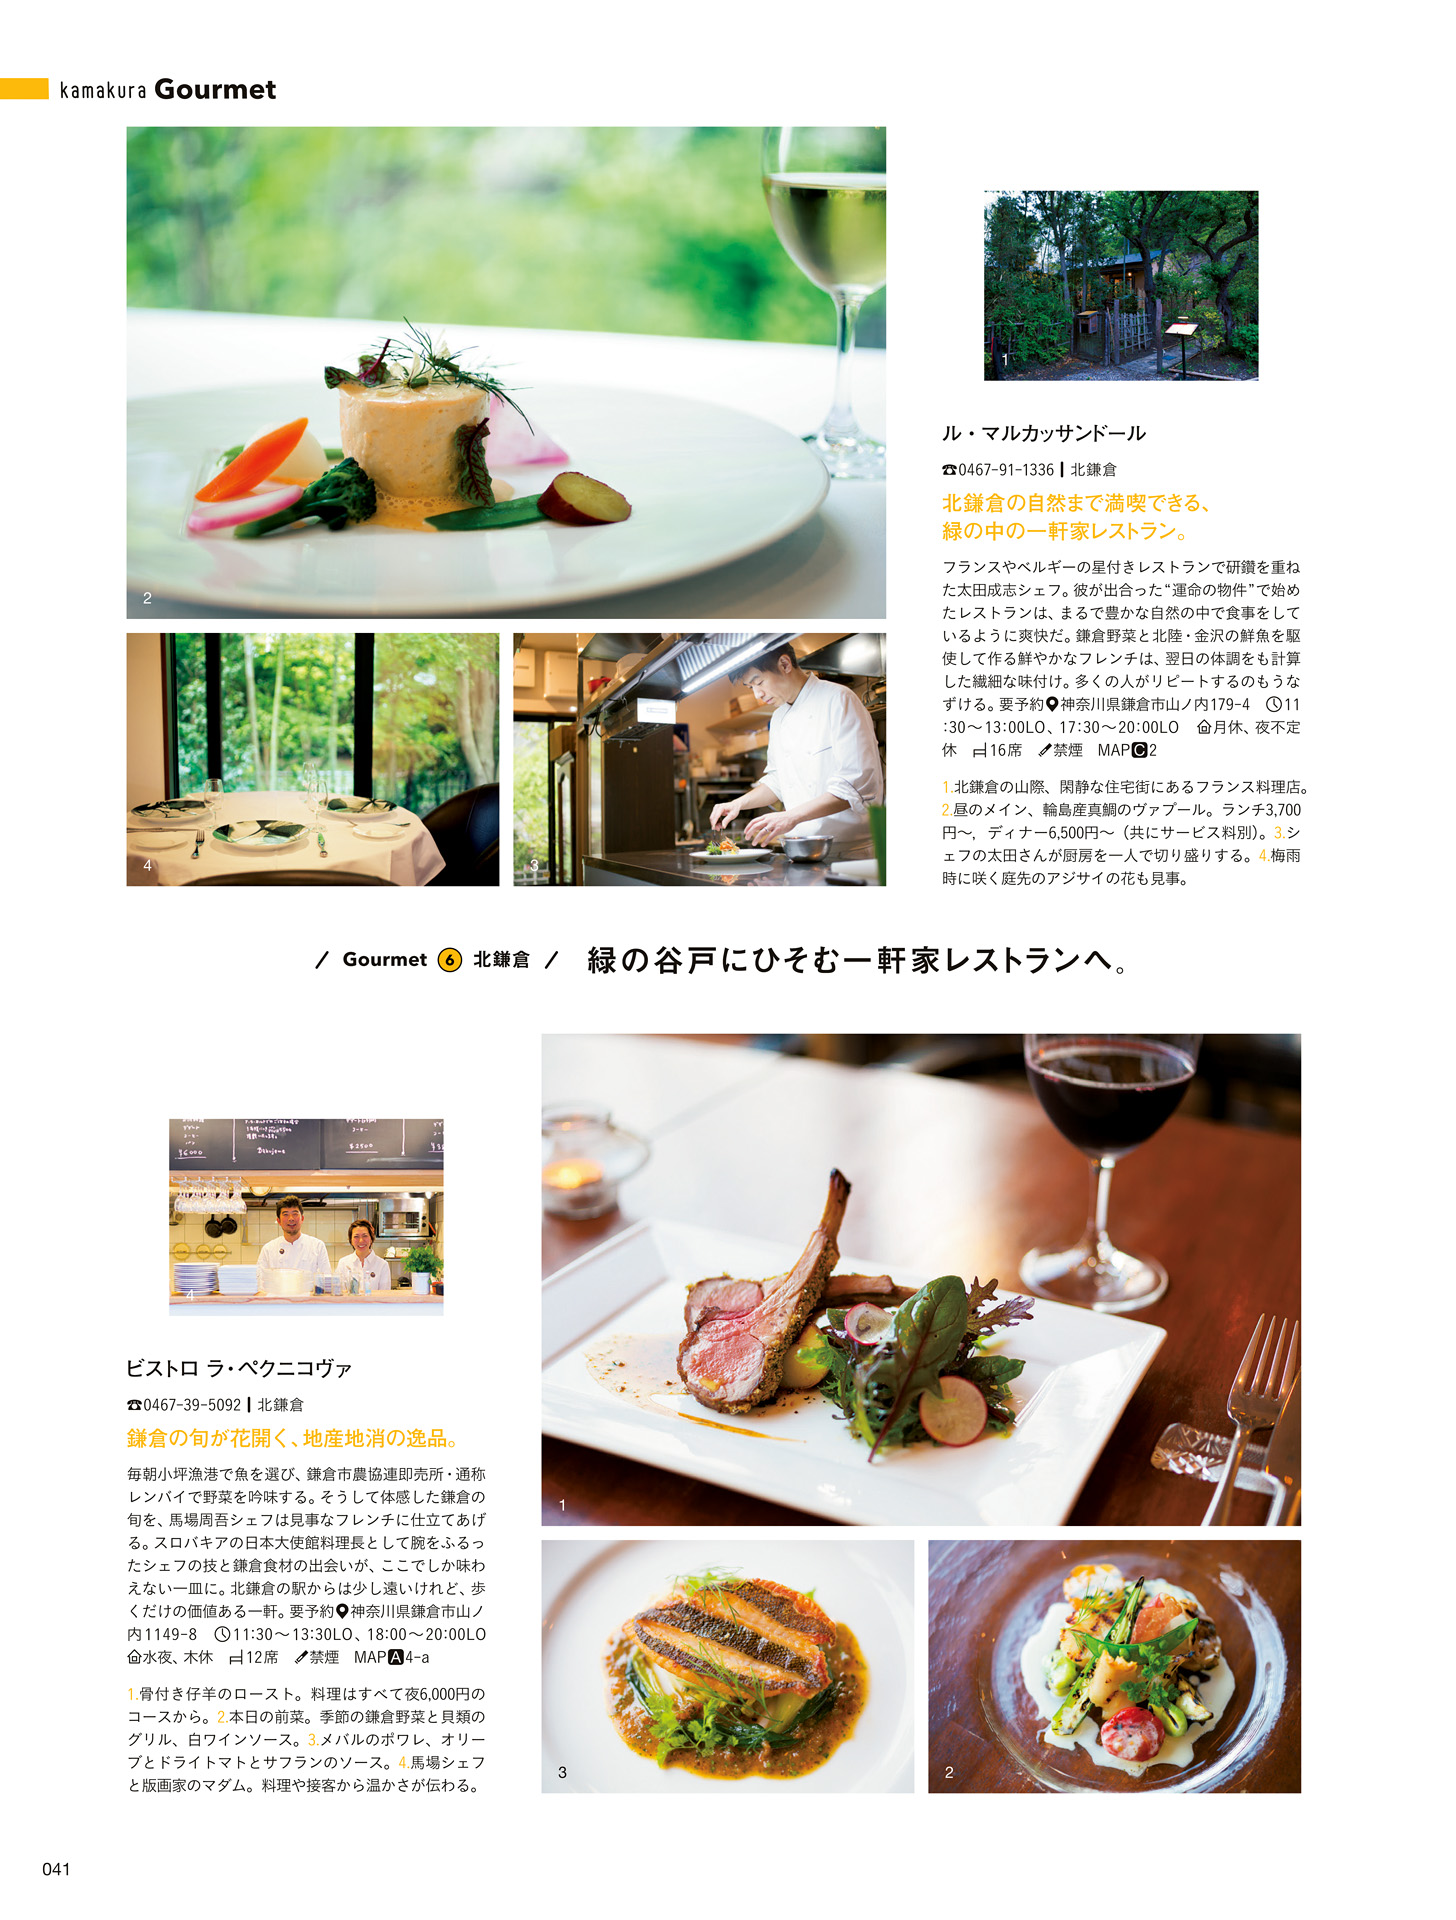 kamakura Gourmet
2
4
3
1
ル・マルカッサンドール
☎0467-91-1336 | 北鎌倉
北鎌倉の自然まで満喫できる、
緑の中の一軒家レストラン。
フランスやベルギーの星付きレストランで研鑽を重ね
た太田成志シェフ。彼が出合った“運命の物件”で始め
たレストランは、まるで豊かな自然の中で食事をして
いるように爽快だ。鎌倉野菜と北陸・金沢の鮮魚を駆
使して作る鮮やかなフレンチは、翌日の体調をも計算
した繊細な味付け。多くの人がリピートするのもうな
ずける。要予約 神奈川県鎌倉市山ノ内179-4 11
:30〜13:00LO、17:30〜20:00LO 月休、夜不定
休 16席 禁煙 MAP C 2
1.北鎌倉の山際、閑静な住宅街にあるフランス料理店。
2.昼のメイン、輪島産真鯛のヴァプール。ランチ3,700
円〜，ディナー6,500円〜（共にサービス料別）。3.シ
ェフの太田さんが厨房を一人で切り盛りする。4.梅雨
時に咲く庭先のアジサイの花も見事。
/ Gourmet 6 北鎌倉 / 緑の谷戸にひそむ一軒家レストランへ。
¥6000
¥2500
4
ビストロ ラ・ペクニコヴァ
☎0467-39-5092 | 北鎌倉
鎌倉の旬が花開く、地産地消の逸品。
毎朝小坪漁港で魚を選び、鎌倉市農協連即売所・通称
レンバイで野菜を吟味する。そうして体感した鎌倉の
旬を、馬場周吾シェフは見事なフレンチに仕立てあげ
る。スロバキアの日本大使館料理長として腕をふるっ
たシェフの技と鎌倉食材の出会いが、ここでしか味わ
えない一皿に。北鎌倉の駅からは少し遠いけれど、歩
くだけの価値ある一軒。要予約 神奈川県鎌倉市山ノ
内1149-8 11:30〜13:30LO、18:00〜20:00LO
水夜、木休 12席 禁煙 MAP A 4-a
1.骨付き仔羊のロースト。料理はすべて夜6,000円の
コースから。2.本日の前菜。季節の鎌倉野菜と貝類の
グリル、白ワインソース。3.メバルのポワレ、オリー
ブとドライトマトとサフランのソース。4.馬場シェフ
と版画家のマダム。料理や接客から温かさが伝わる。
1
3
2
041